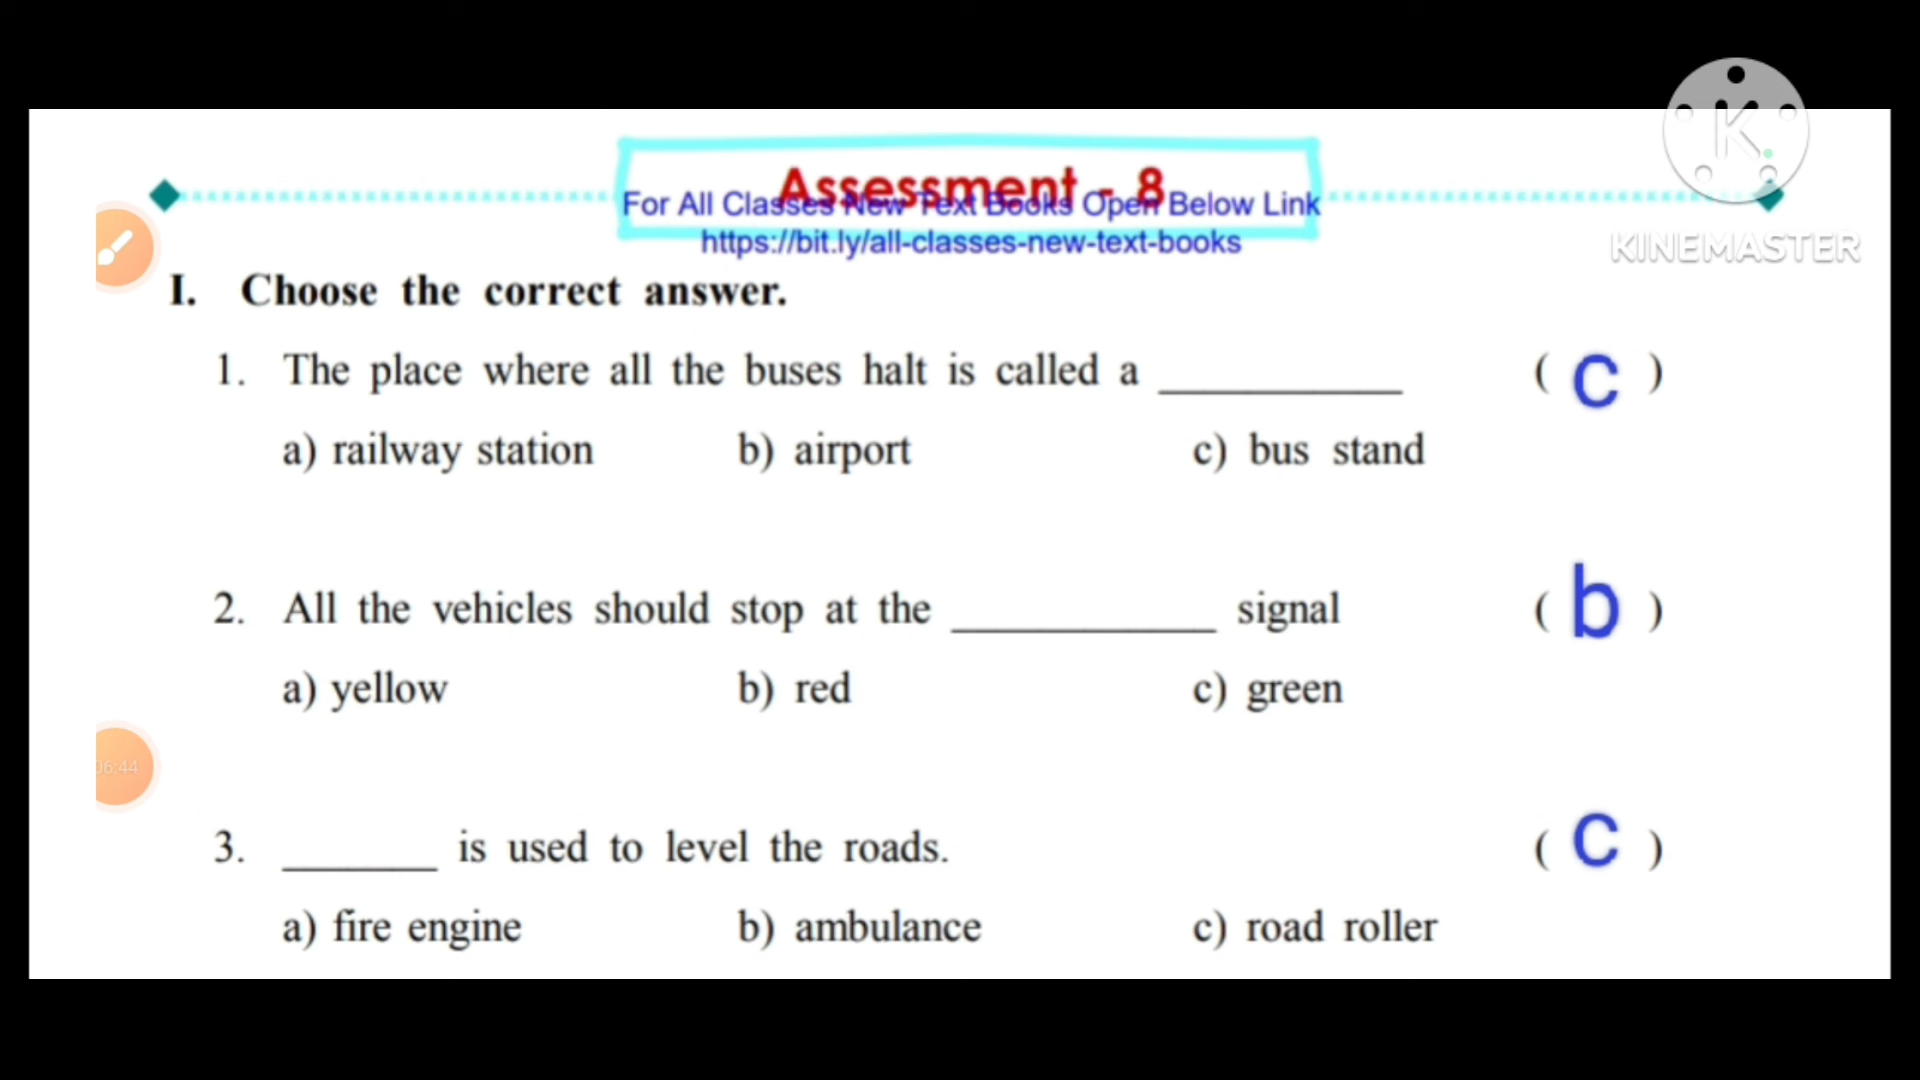 K
KINEMASTER
Assessment - 8
For All Classes New Text Books Open Below Link
https://bit.ly/all-classes-new-text-books
I. Choose the correct answer.
1. The place where all the buses halt is called a ___________ ( C )
a) railway station b) airport c) bus stand
2. All the vehicles should stop at the ____________ signal ( b )
a) yellow b) red c) green
06:44
3. _______ is used to level the roads. ( C )
a) fire engine b) ambulance c) road roller